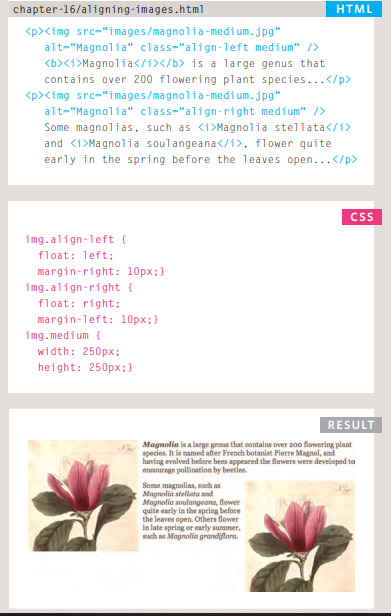 chapter-16/aligning-images.html HTML
<p><img src="images/magnolia-medium.jpg"
alt="Magnolia" class="align-left medium" />
<b><i>Magnolia</i></b> is a large genus that
contains over 200 flowering plant species...</p>
<p><img src="images/magnolia-medium.jpg"
alt="Magnolia" class="align-right medium" />
Some magnolias, such as <i>Magnolia stellata</i>
and <i>Magnolia soulangeana</i>, flower quite
early in the spring before the leaves open...</p>
CSS
img.align-left {
float: left;
margin-right: 10px;}
img.align-right {
float: right;
margin-left: 10px;}
img.medium {
width: 250px;
height: 250px;}
RESULT
Magnolia is a large genus that contains over 200 flowering plant
species. It is named after French botanist Pierre Magnol, and
having evolved before bees appeared the flowers were developed to
encourage pollination by beetles.
Some magnolias, such as
Magnolia stellata and
Magnolia soulangeana, flower
quite early in the spring before
the leaves open. Others flower
in late spring or early summer,
such as Magnolia grandiflora.